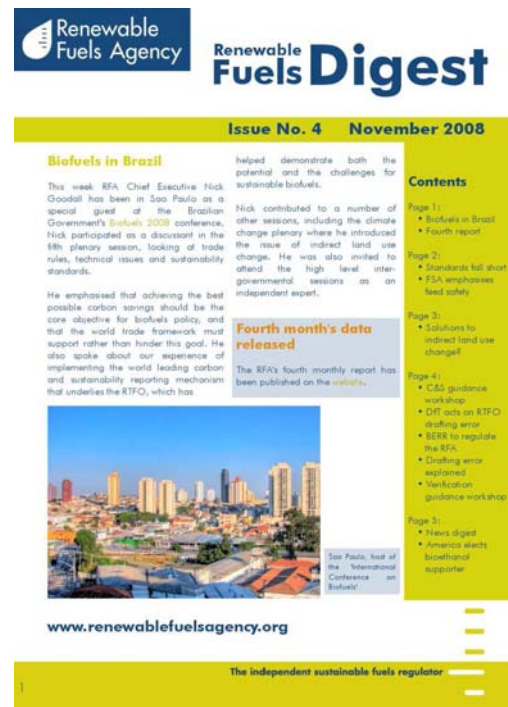 Renewable
Fuels Agency
Renewable
Fuels Digest
Issue No. 4 November 2008
Biofuels in Brazil
This week RFA Chief Executive Nick
Goodall has been in Sao Paulo as a
special guest of the Brazilian
Government's Biofuels 2008 conference.
Nick participated as a discussant in the
fifth plenary session, looking at trade
rules, technical issues and sustainability
standards.
He emphasised that achieving the best
possible carbon savings should be the
core objective for biofuels policy, and
that the world trade framework must
support rather than hinder this goal. He
also spoke about our experience of
implementing the world leading carbon
and sustainability reporting mechanism
that underlies the RTFO, which has
helped demonstrate both the
potential and the challenges for
sustainable biofuels.
Nick contributed to a number of
other sessions, including the climate
change plenary where he introduced
the issue of indirect land use
change. He was also invited to
attend the high level inter-
governmental sessions as an
independent expert.
Fourth month's data
released
The RFA's fourth monthly report has
been published on the website.
Sao Paulo, host of
the 'International
Conference on
Biofuels'
Contents
Page 1:
• Biofuels in Brazil
• Fourth report
Page 2:
• Standards fall short
• FSA emphasises
feed safety
Page 3:
• Solutions to
indirect land use
change?
Page 4:
• C&S guidance
workshop
• DfT acts on RTFO
drafting error
• BERR to regulate
the RFA
• Drafting error
explained
• Verification
guidance workshop
Page 5:
• News digest
• America elects
bioethanol
supporter
www.renewablefuelsagency.org
The independent sustainable fuels regulator
1